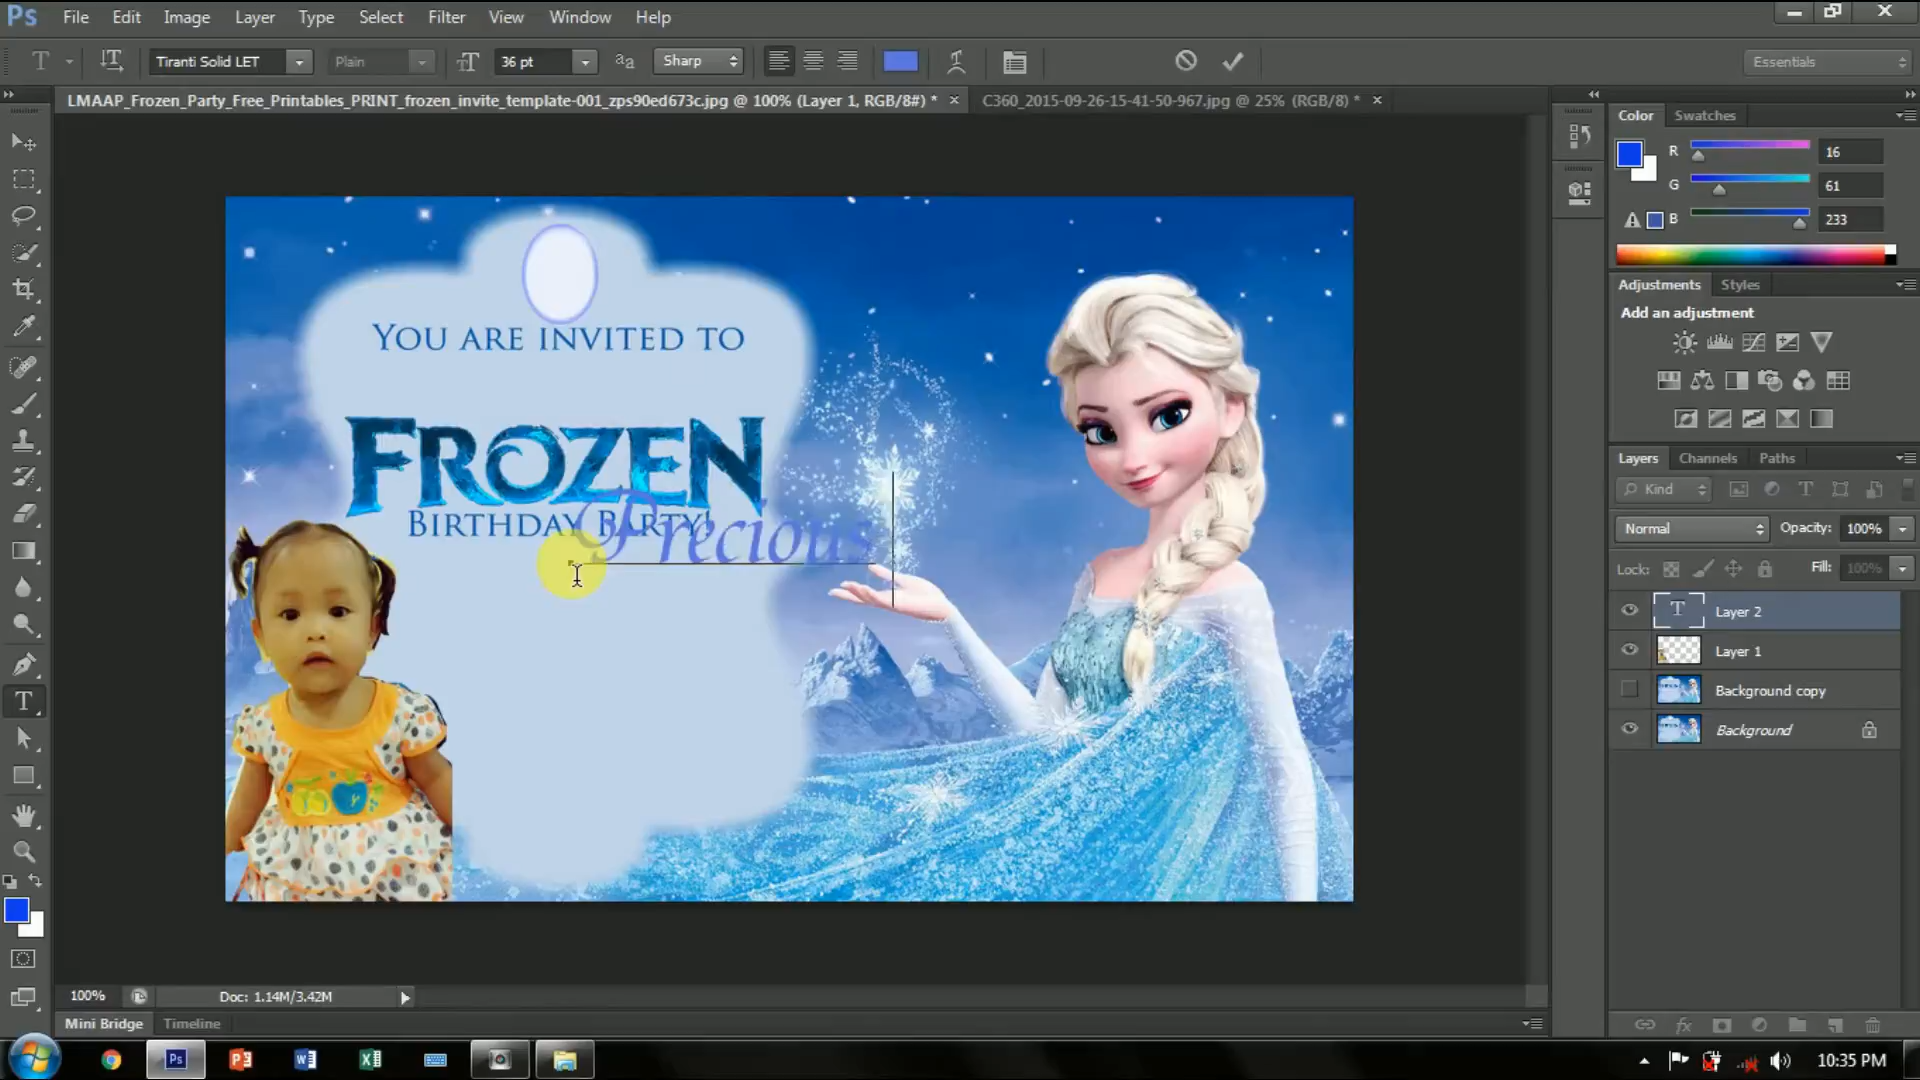 Ps File Edit Image Layer Type Select Filter View Window Help
T Tiranti Solid LET Plain 36 pt aa Sharp Essentials
LMAAP_Frozen_Party_Free_Printables_PRINT_frozen_invite_template-001_zps90ed673c.jpg @ 100% (Layer 1, RGB/8#) * C360_2015-09-26-15-41-50-967.jpg @ 25% (RGB/8) *
Color Swatches
R 16
G 61
B 233
Adjustments Styles
Add an adjustment
YOU ARE INVITED TO
FROZEN
BIRTHDAY PARTY!
Precious
Layers Channels Paths
Kind
Normal Opacity: 100%
Lock: Fill: 100%
T Layer 2
Layer 1
Background copy
Background
100% Doc: 1.14M/3.42M
Mini Bridge Timeline
Ps 10:35 PM